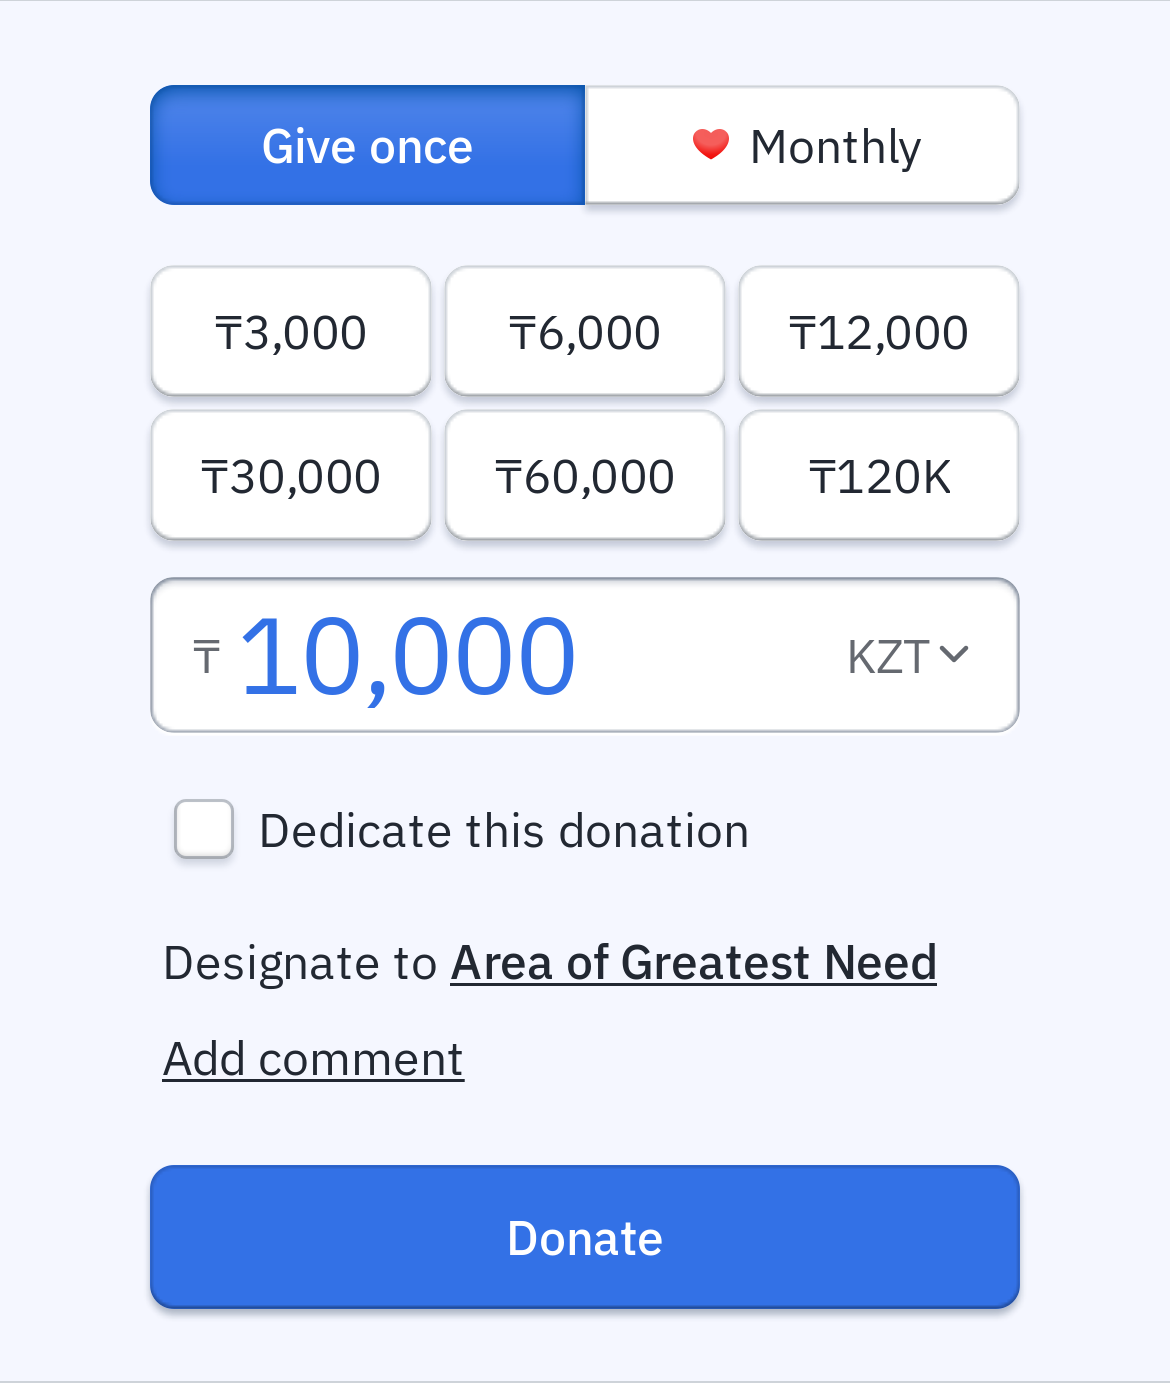 Give once
❤️ Monthly
₸3,000
₸6,000
₸12,000
₸30,000
₸60,000
₸120K
₸ 10,000
KZT
Dedicate this donation
Designate to Area of Greatest Need
Add comment
Donate